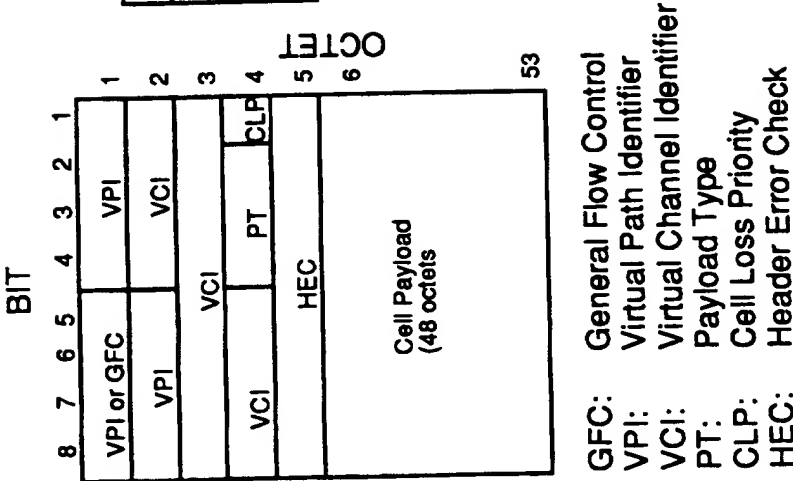 BIT
8 7 6 5 4 3 2 1
VPI or GFC VPI 1
VPI VCI 2
VCI 3
VCI PT CLP 4
HEC 5
6
Cell Payload
(48 octets
53
OCTET
GFC: General Flow Control
VPI: Virtual Path Identifier
VCI: Virtual Channel Identifier
PT: Payload Type
CLP: Cell Loss Priority
HEC: Header Error Check